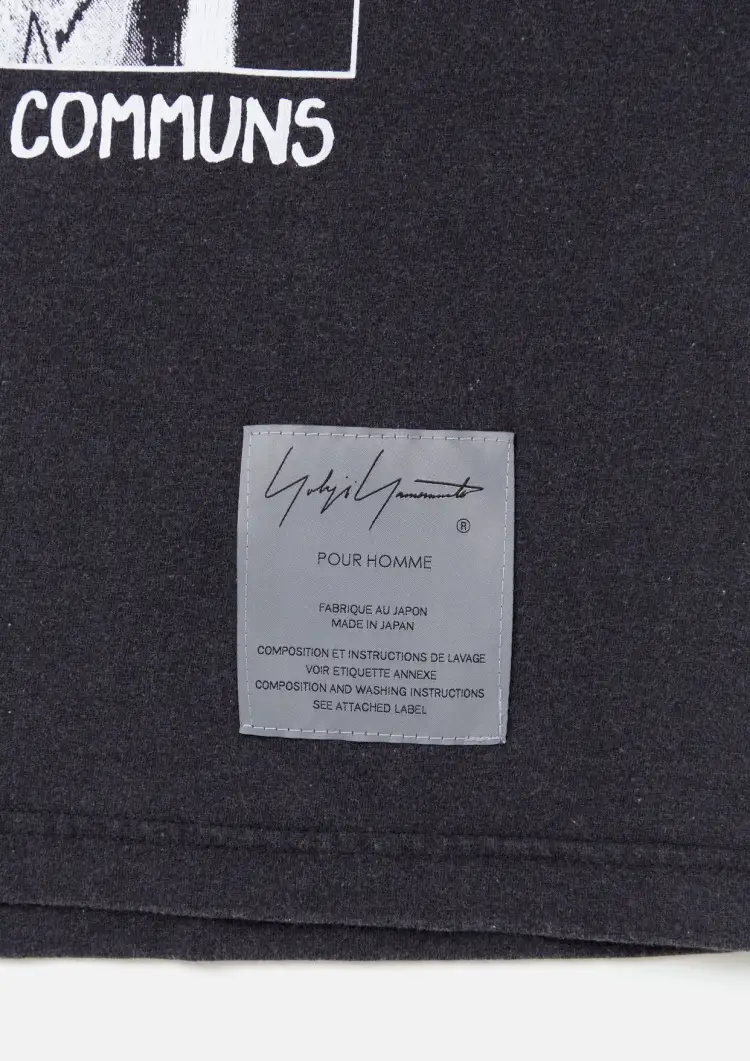 COMMUNS
Yohji Yamamoto
®
POUR HOMME
FABRIQUE AU JAPON
MADE IN JAPAN
COMPOSITION ET INSTRUCTIONS DE LAVAGE
VOIR ETIQUETTE ANNEXE
COMPOSITION AND WASHING INSTRUCTIONS
SEE ATTACHED LABEL